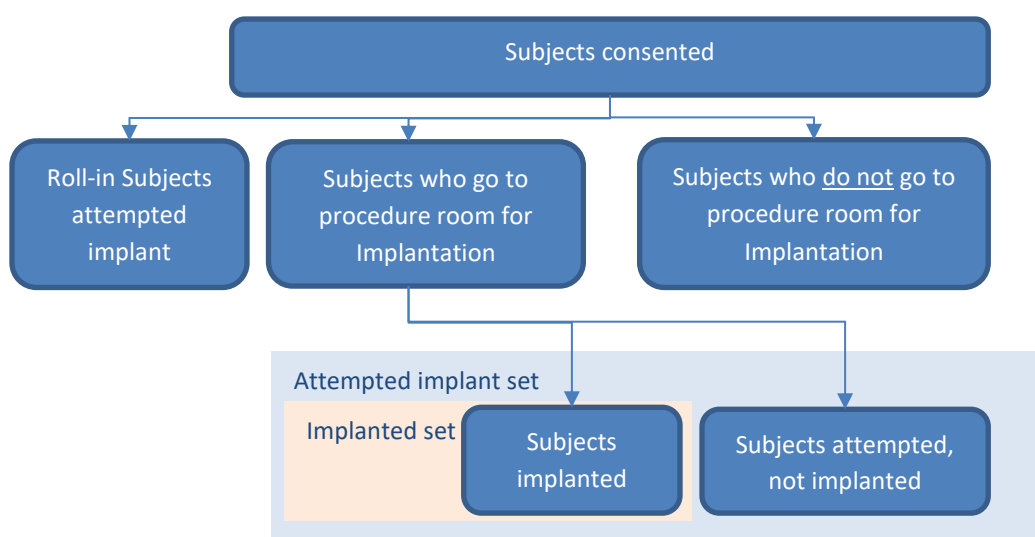 Subjects consented
Roll-in Subjects
attempted
implant
Subjects who go to
procedure room for
Implantation
Subjects who do not go to
procedure room for
Implantation
Attempted implant set
Implanted set
Subjects
implanted
Subjects attempted,
not implanted